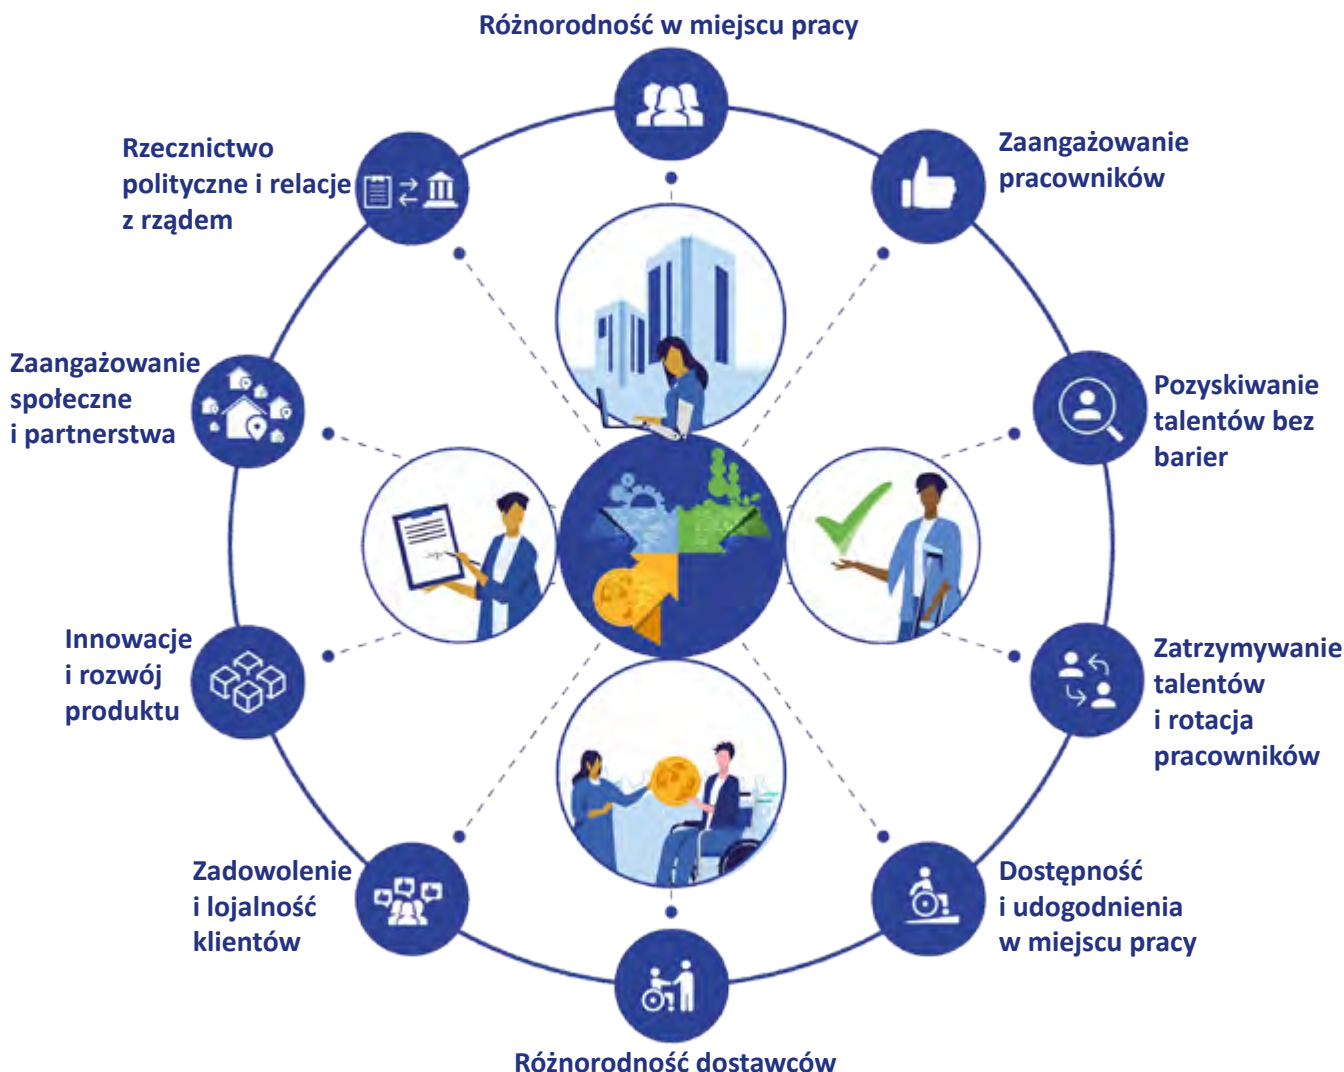 Różnorodność w miejscu pracy
Zaangażowanie
pracowników
Pozyskiwanie
talentów bez
barier
Zatrzymywanie
talentów
i rotacja
pracowników
Dostępność
i udogodnienia
w miejscu pracy
Różnorodność dostawców
Zadowolenie
i lojalność
klientów
Innowacje
i rozwój
produktu
Zaangażowanie
społeczne
i partnerstwa
Rzecznictwo
polityczne i relacje
z rządem